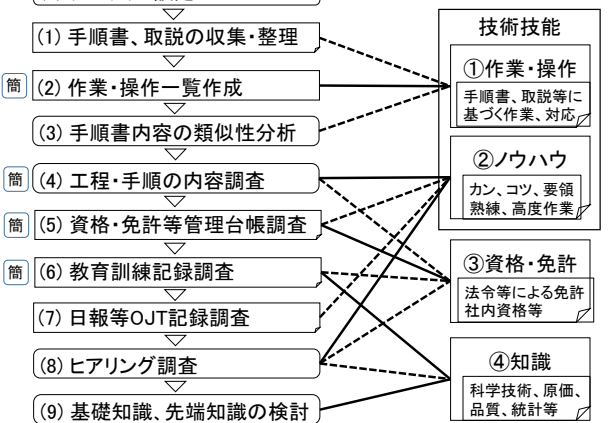 (1) 手順書、取説の収集・整理
簡
(2) 作業・操作一覧作成
(3) 手順書内容の類似性分析
簡
(4) 工程・手順の内容調査
簡
(5) 資格・免許等管理台帳調査
簡
(6) 教育訓練記録調査
(7) 日報等OJT記録調査
(8) ヒアリング調査
(9) 基礎知識、先端知識の検討
技術技能
①作業・操作
手順書、取説等に
基づく作業、対応
②ノウハウ
カン、コツ、要領
熟練、高度作業
③資格・免許
法令等による免許
社内資格等
④知識
科学技術、原価、
品質、統計等